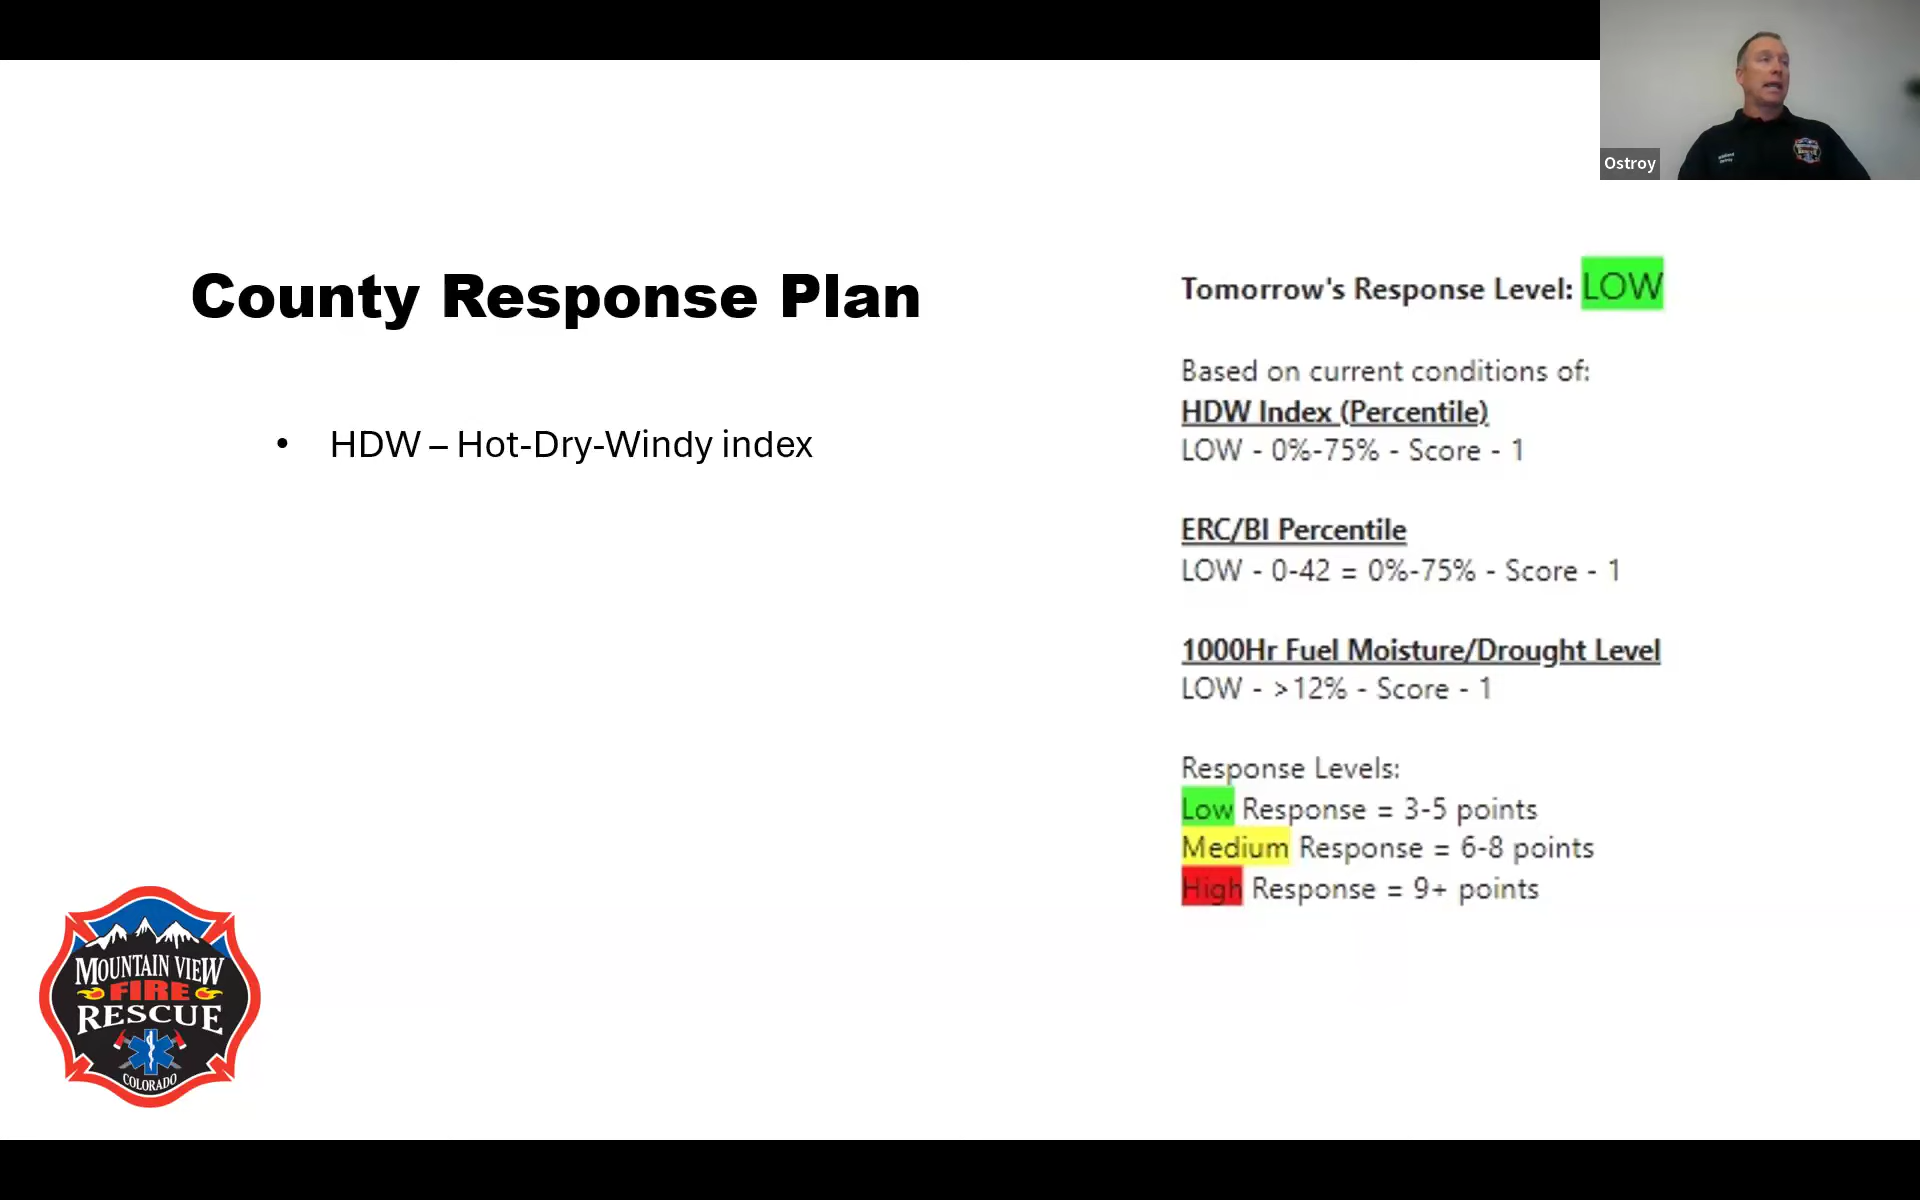 Ostroy
County Response Plan
• HDW – Hot-Dry-Windy index
Tomorrow's Response Level: LOW
Based on current conditions of:
HDW Index (Percentile)
LOW - 0%-75% - Score - 1
ERC/BI Percentile
LOW - 0-42 = 0%-75% - Score - 1
1000Hr Fuel Moisture/Drought Level
LOW - >12% - Score - 1
Response Levels:
Low Response = 3-5 points
Medium Response = 6-8 points
High Response = 9+ points
MOUNTAIN VIEW
FIRE
RESCUE
COLORADO